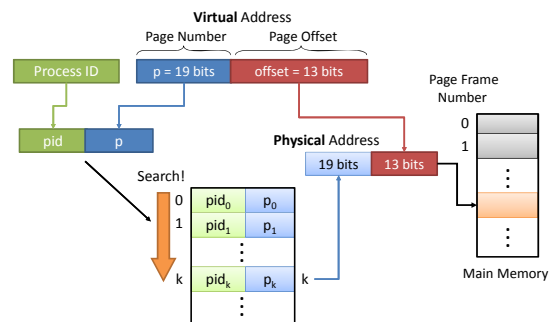 Virtual Address
Page Number
Page Offset
Process ID
p = 19 bits
offset = 13 bits
Page Frame
Number
pid
p
0
1
Physical Address
19 bits
13 bits
Search!
0
pid0
p0
1
pid1
p1
k
pidk
pk
k
Main Memory